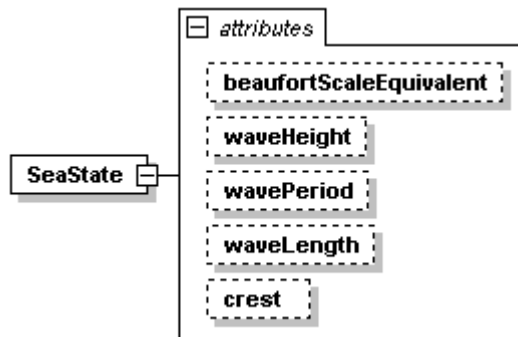 attributes
beaufortScaleEquivalent
waveHeight
SeaState
wavePeriod
waveLength
crest